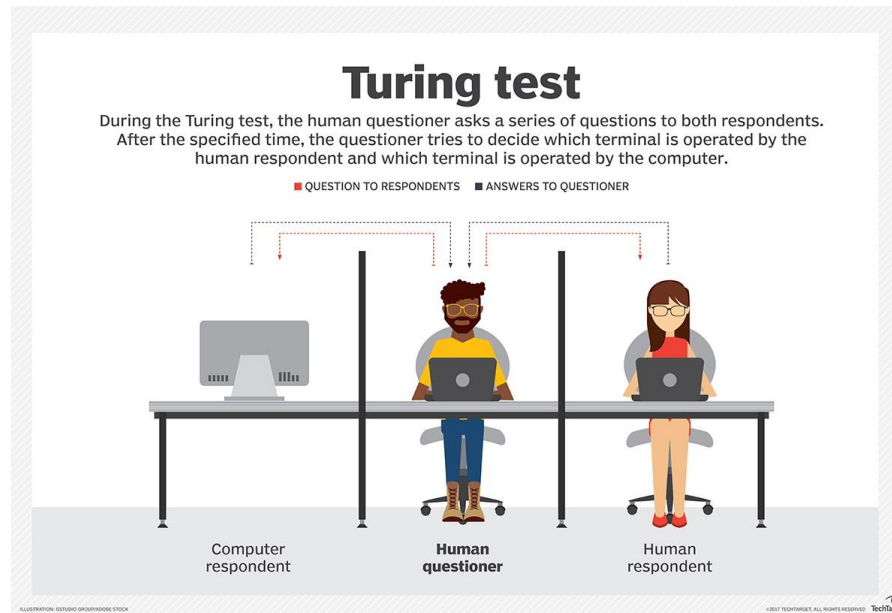 Turing test
During the Turing test, the human questioner asks a series of questions to both respondents.
After the specified time, the questioner tries to decide which terminal is operated by the
human respondent and which terminal is operated by the computer.
QUESTION TO RESPONDENTS ANSWERS TO QUESTIONER
Computer
respondent
Human
questioner
Human
respondent
ILLUSTRATION: GSTUDIO GROUP/ADOBE STOCK
©2017 TECHTARGET. ALL RIGHTS RESERVED